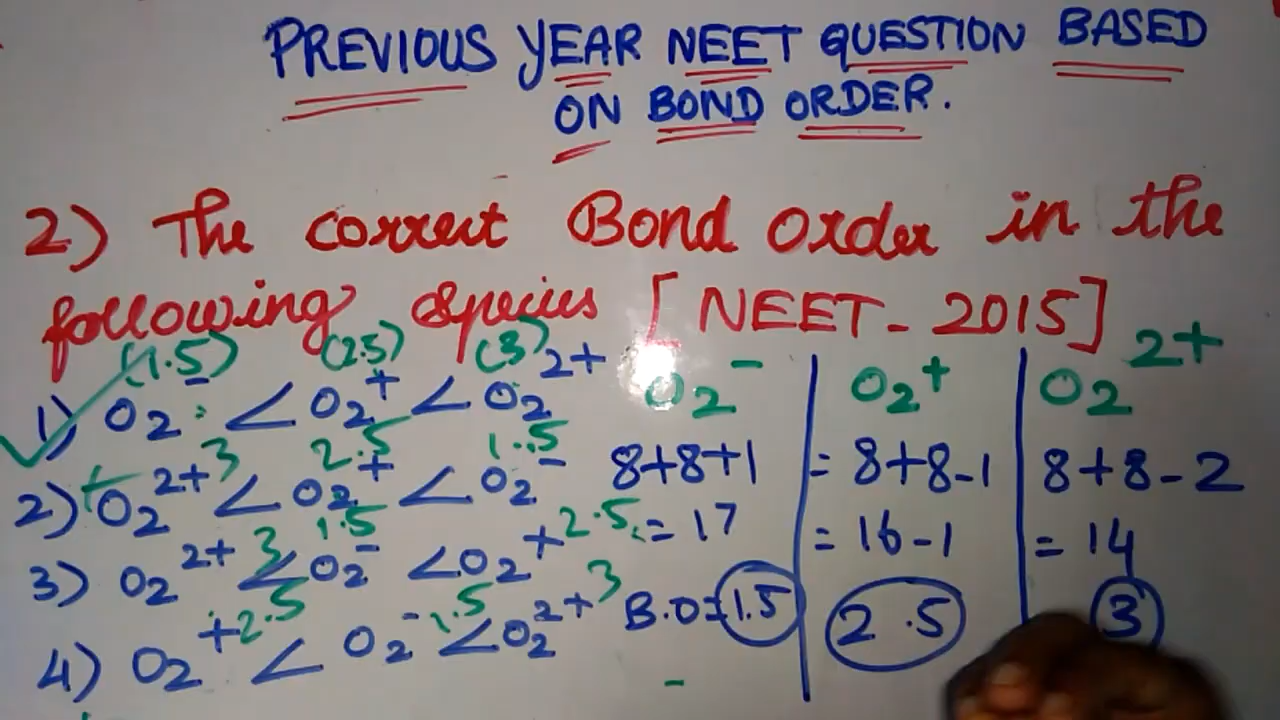 PREVIOUS YEAR NEET QUESTION BASED
ON BOND ORDER.
2) The correct Bond order in the
following species [NEET-2015]
(1.5) (2.5) (3)
1) O2⁻ < O2⁺ < O2²⁺
3 2.5 1.5
2) O2²⁺ < O2⁺ < O2⁻
3 1.5 2.5
3) O2²⁺ < O2⁻ < O2⁺
2.5 1.5 3
4) O2⁺ < O2⁻ < O2²⁺
O2⁻
8+8+1
= 17
B.O = 1.5
O2⁺
= 8+8-1
= 16-1
2.5
O2²⁺
8+8-2
= 14
3